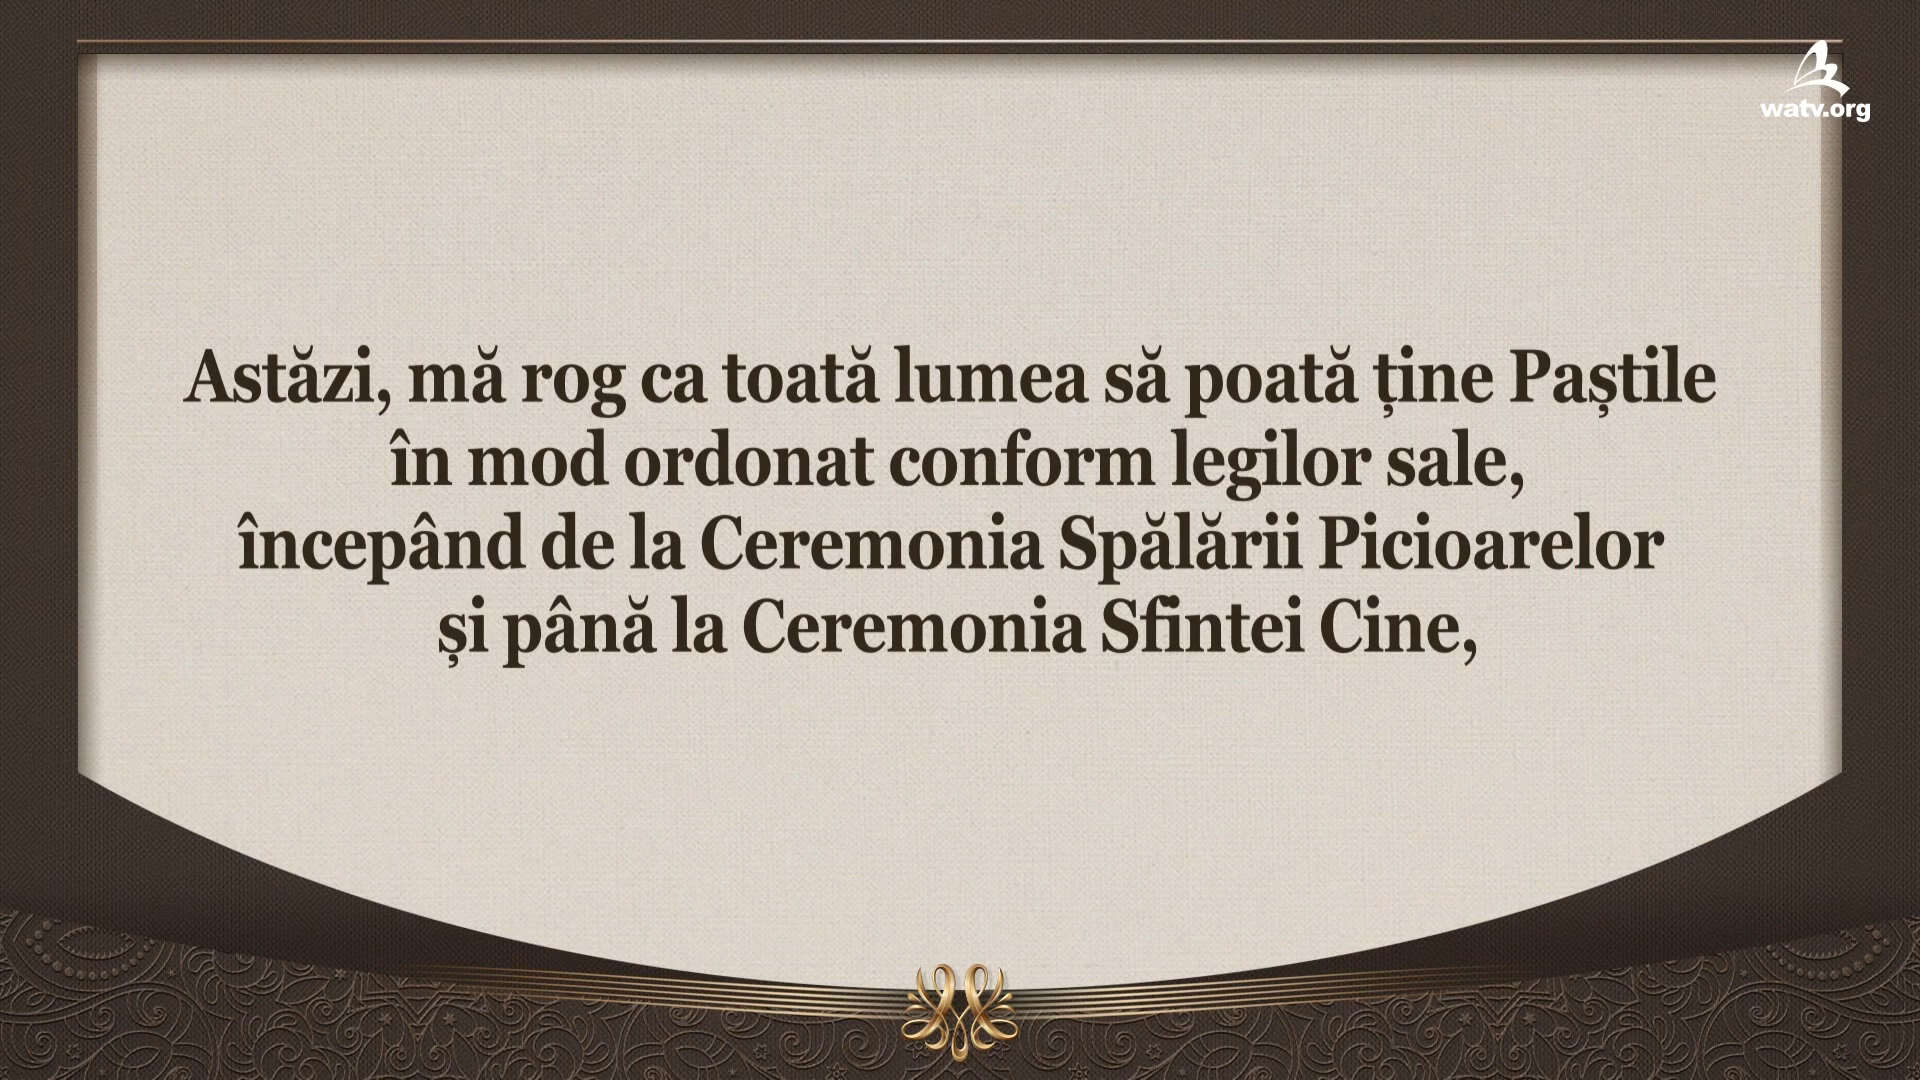 watv.org
Astăzi, mă rog ca toată lumea să poată ține Paștile
în mod ordonat conform legilor sale,
începând de la Ceremonia Spălării Picioarelor
și până la Ceremonia Sfintei Cine,